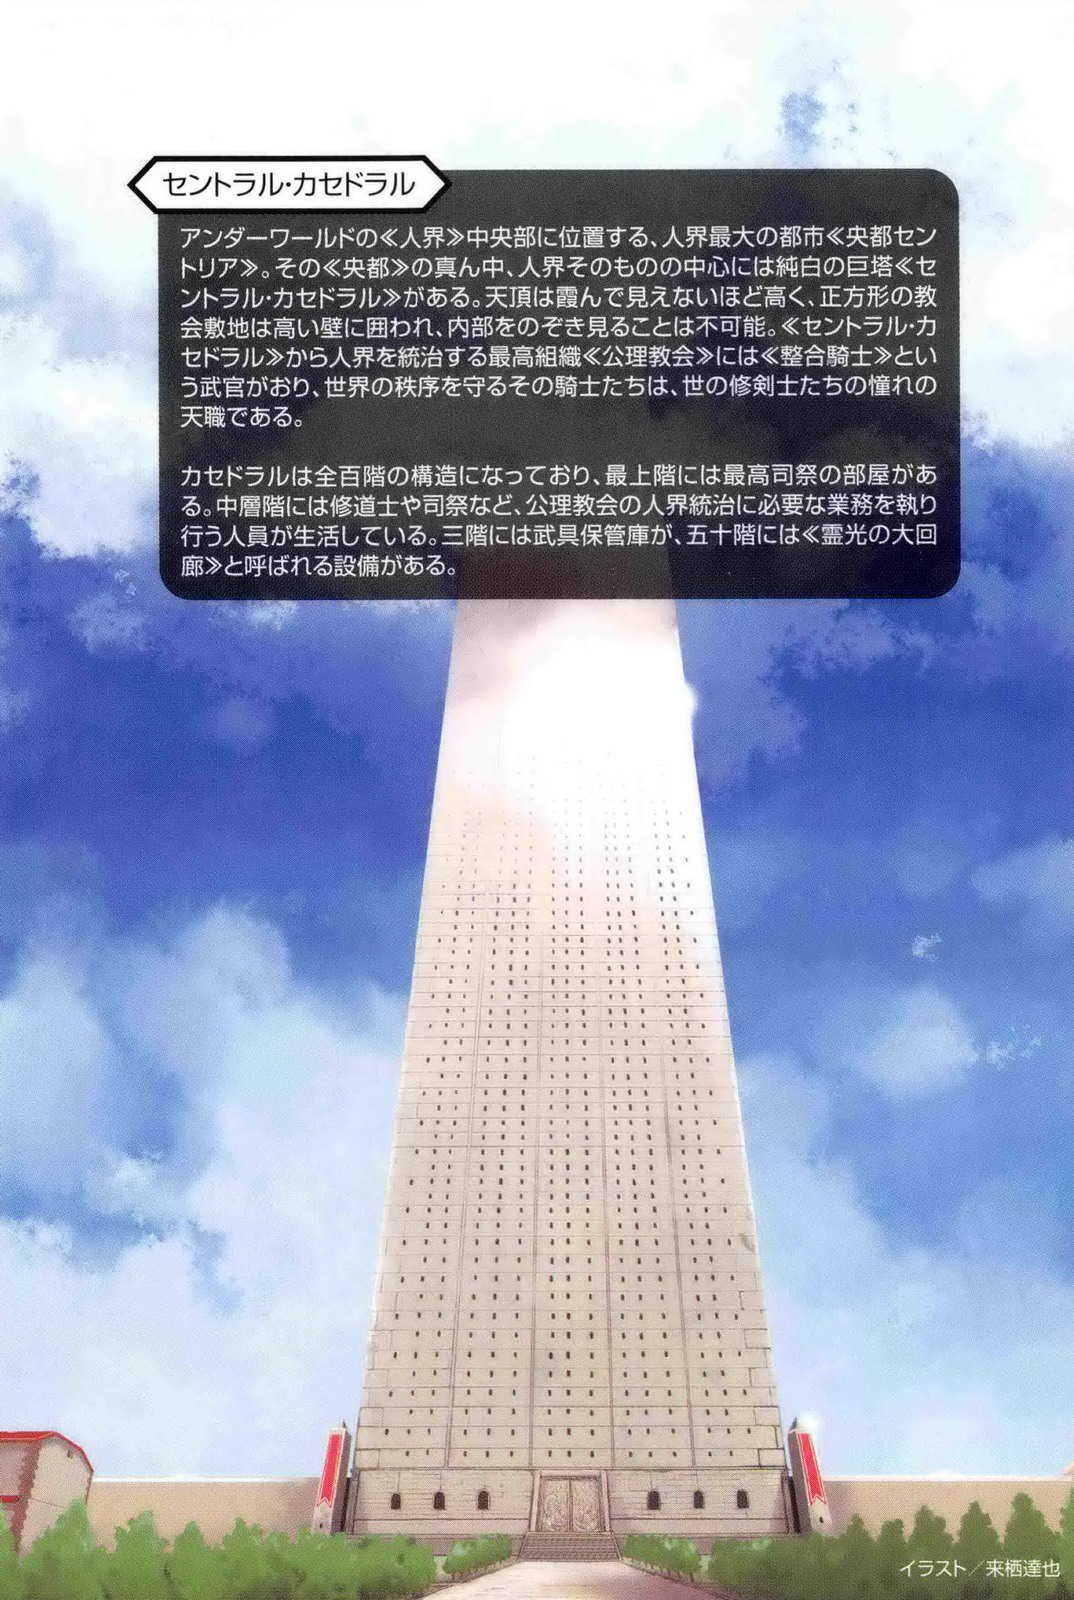 セントラル・カセドラル
アンダーワールドの≪人界≫中央部に位置する、人界最大の都市≪央都セン
トリア≫。その≪央都≫の真ん中、人界そのものの中心には純白の巨塔≪セ
ントラル・カセドラル≫がある。天頂は霞んで見えないほど高く、正方形の教
会敷地は高い壁に囲われ、内部をのぞき見ることは不可能。≪セントラル・カ
セドラル≫から人界を統治する最高組織≪公理教会≫には≪整合騎士≫とい
う武官がおり、世界の秩序を守るその騎士たちは、世の修剣士たちの憧れの
天職である。
カセドラルは全百階の構造になっており、最上階には最高司祭の部屋があ
る。中層階には修道士や司祭など、公理教会の人界統治に必要な業務を執り
行う人員が生活している。三階には武具保管庫が、五十階には≪霊光の大回
廊≫と呼ばれる設備がある。
イラスト／来栖達也